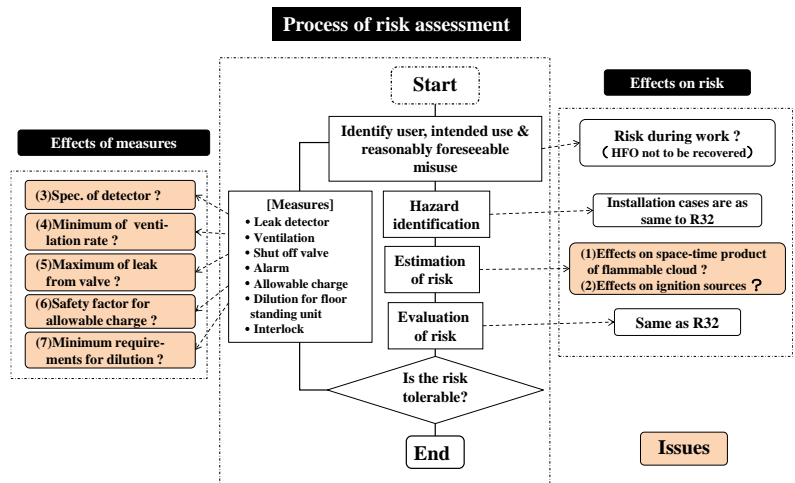 Process of risk assessment
Effects of measures
(3)Spec. of detector ?
(4)Minimum of venti-
lation rate ?
(5)Maximum of leak
from valve ?
(6)Safety factor for
allowable charge ?
(7)Minimum require-
ments for dilution ?
Start
Identify user, intended use &
reasonably foreseeable
misuse
[Measures]
• Leak detector
• Ventilation
• Shut off valve
• Alarm
• Allowable charge
• Dilution for floor
standing unit
• Interlock
Hazard
identification
Estimation
of risk
Evaluation
of risk
Is the risk
tolerable?
End
Effects on risk
Risk during work ?
（ HFO not to be recovered）
Installation cases are as
same to R32
(1)Effects on space-time product
of flammable cloud ?
(2)Effects on ignition sources ？
Same as R32
Issues